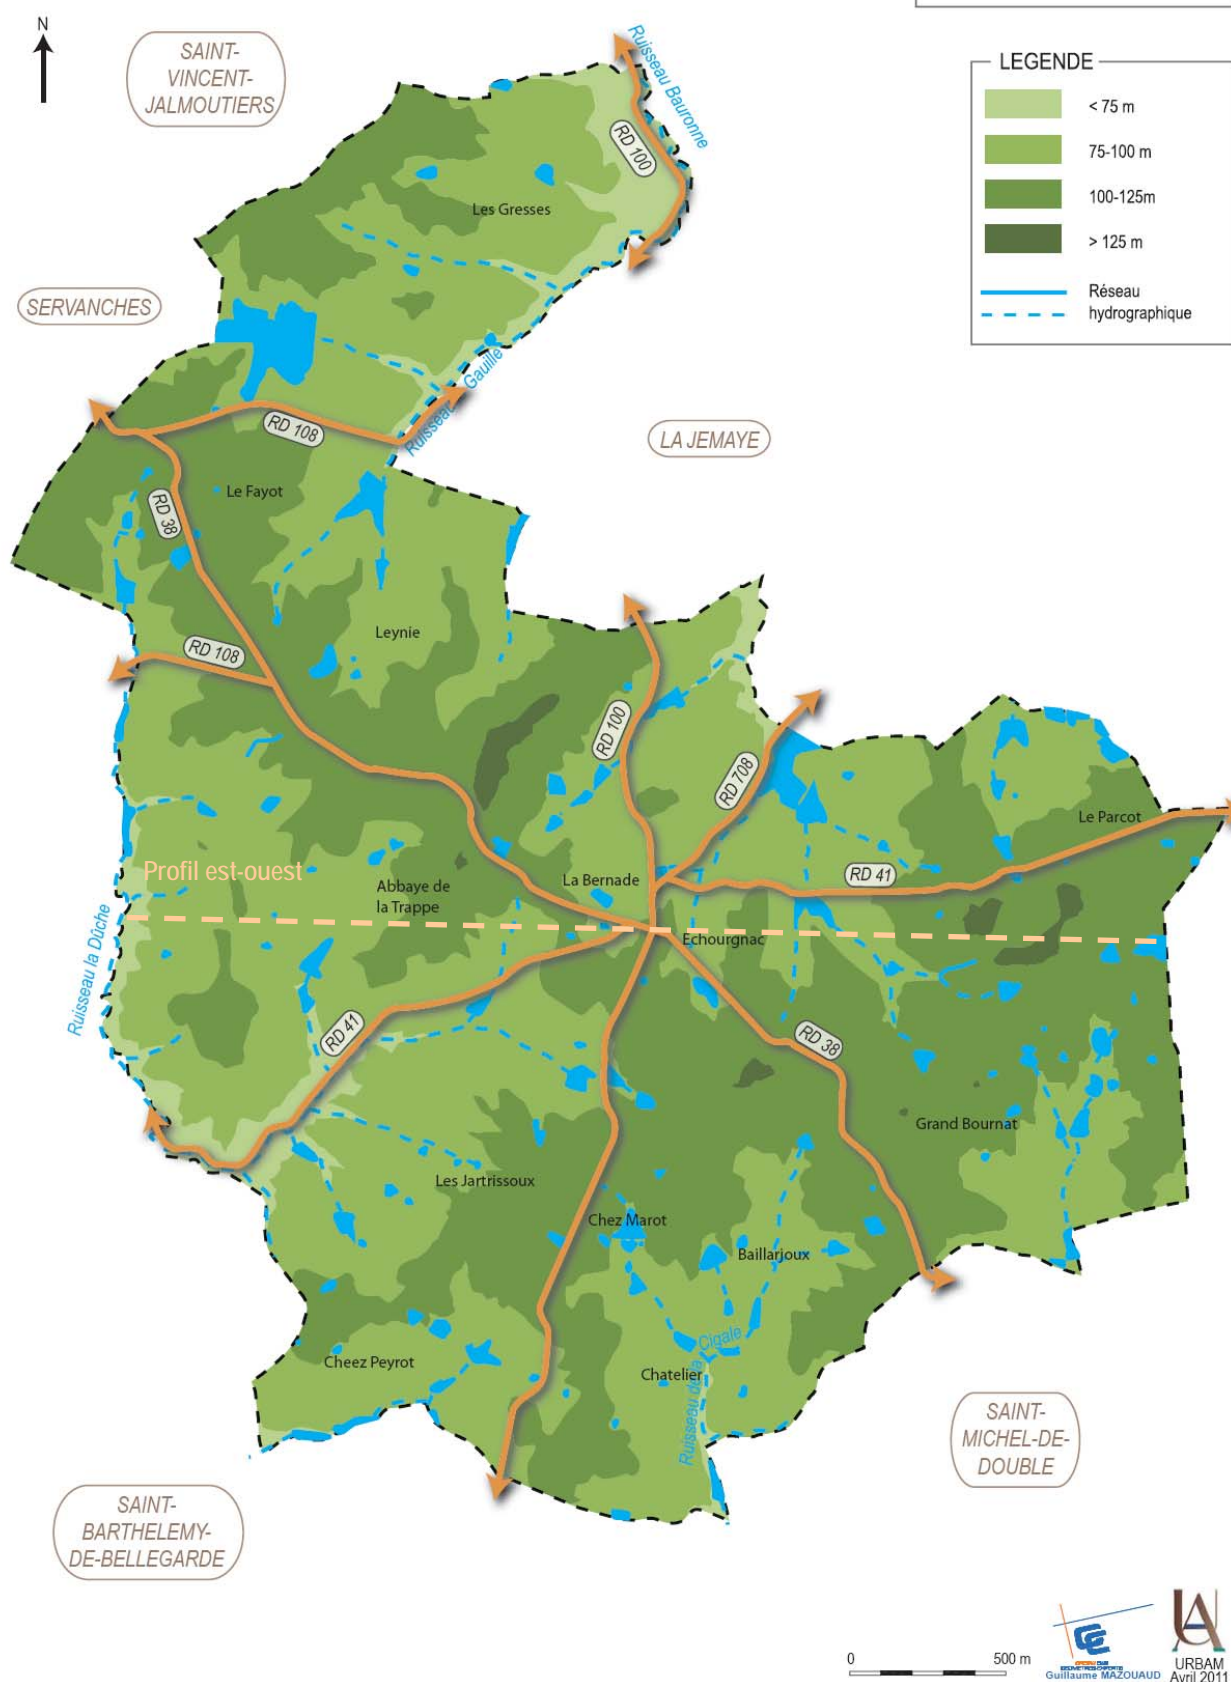 N
SAINT-
VINCENT-
JALMOUTIERS
Ruisseau Bauronne
RD 100
LEGENDE
< 75 m
75-100 m
100-125m
> 125 m
Réseau
hydrographique
Les Gresses
SERVANCHES
Ruisseau Gauille
RD 108
LA JEMAYE
Le Fayot
RD 38
Leynie
RD 108
RD 100
RD 708
Le Parcot
Profil est-ouest
Abbaye de
la Trappe
La Bernade
RD 41
Echourgnac
Ruisseau la Dûche
RD 41
RD 38
Grand Bournat
Les Jartrissoux
Chez Marot
Baillarjoux
Cheez Peyrot
Chatelier
Ruisseau de la Cigale
SAINT-
MICHEL-DE-
DOUBLE
SAINT-
BARTHELEMY-
DE-BELLEGARDE
0 500 m
Guillaume MAZOUAUD
URBAM
Avril 2011